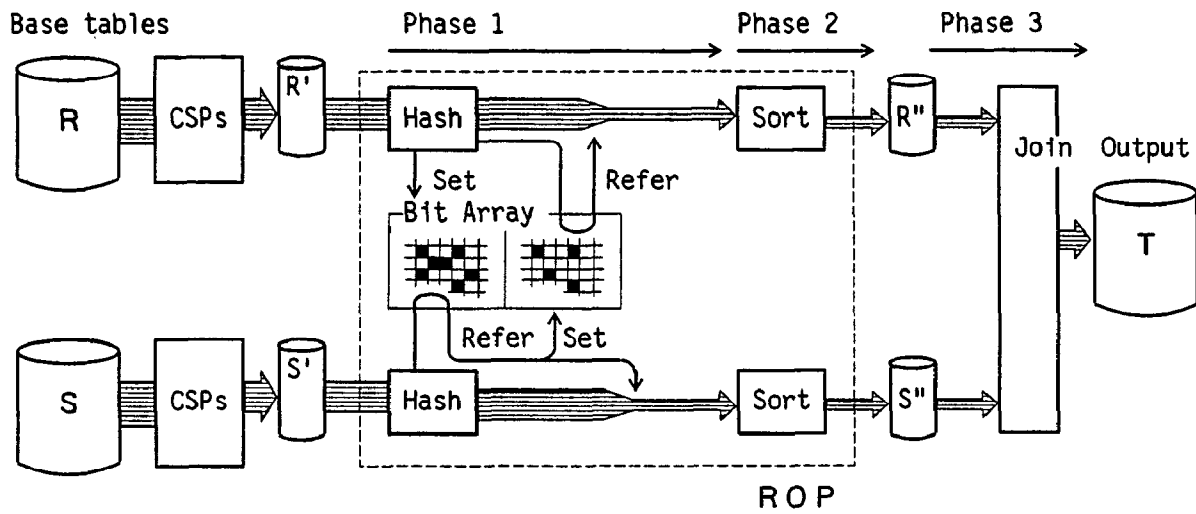 Base tables
Phase 1
Phase 2
Phase 3
R
CSPs
R'
Hash
Sort
R"
Set
Refer
Bit Array
Join
Output
T
Refer
Set
S
CSPs
S'
Hash
Sort
S"
ROP